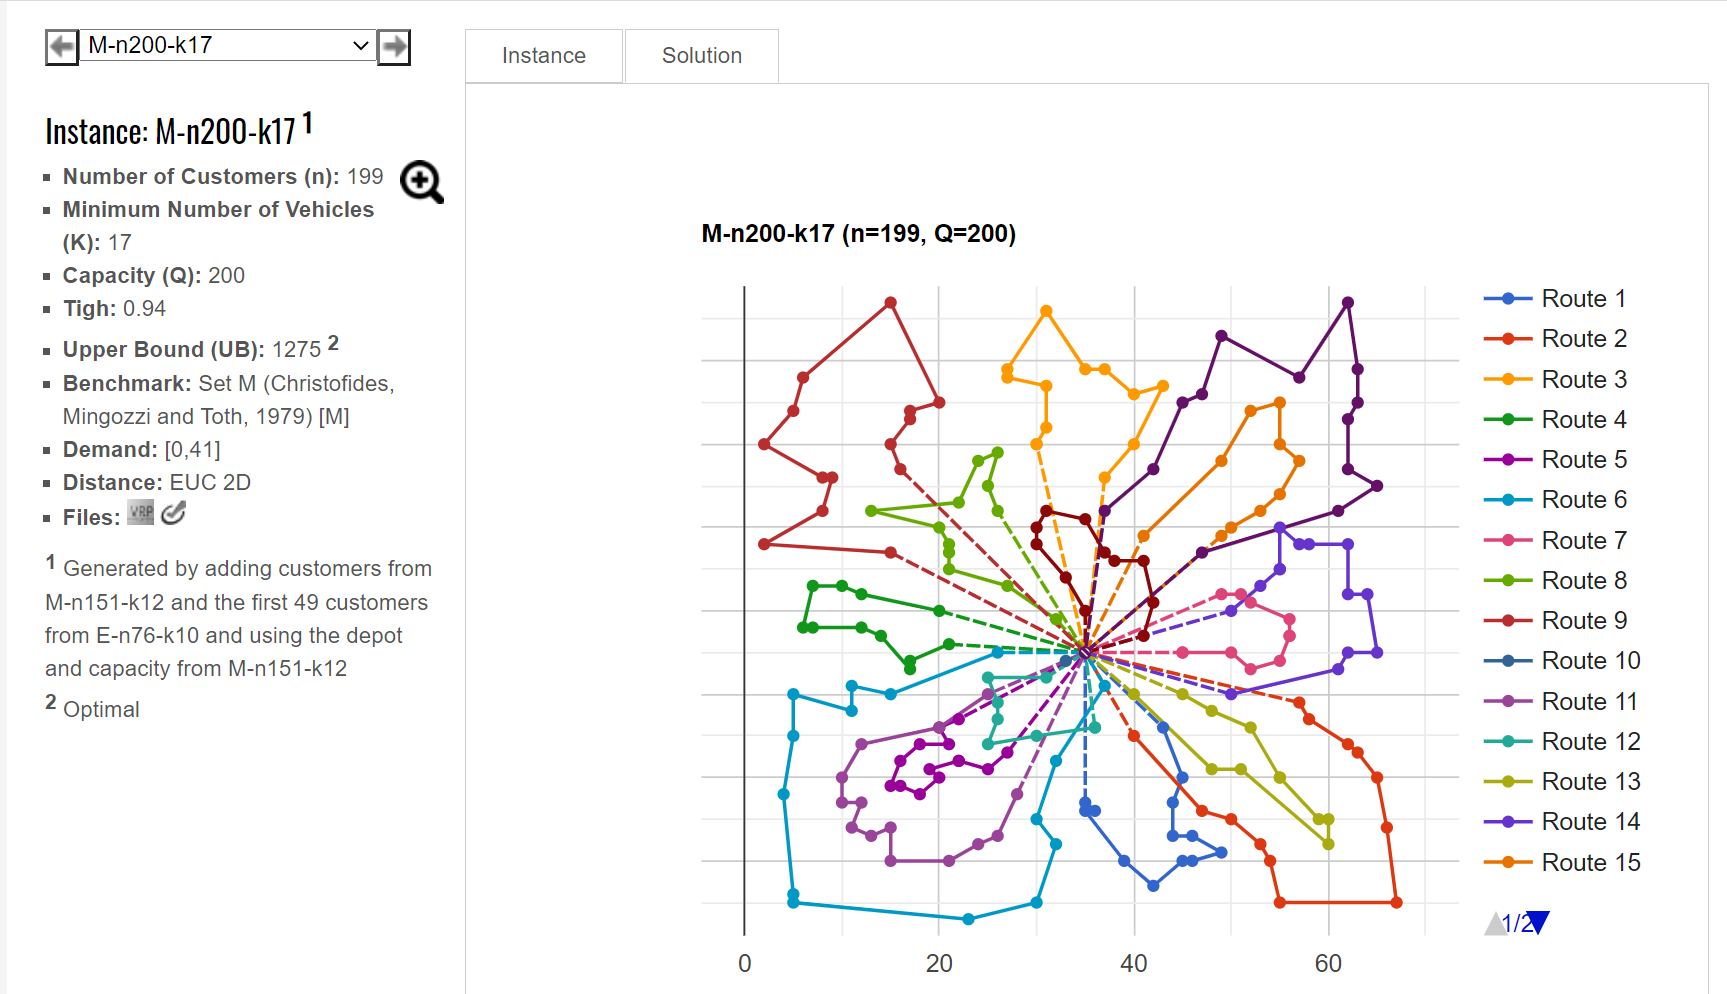 M-n200-k17
Instance
Solution
Instance: M-n200-k17 1
Number of Customers (n): 199
Minimum Number of Vehicles
(K): 17
Capacity (Q): 200
Tigh: 0.94
Upper Bound (UB): 1275 2
Benchmark: Set M (Christofides,
Mingozzi and Toth, 1979) [M]
Demand: [0,41]
Distance: EUC 2D
Files: VRP
1 Generated by adding customers from
M-n151-k12 and the first 49 customers
from E-n76-k10 and using the depot
and capacity from M-n151-k12
2 Optimal
M-n200-k17 (n=199, Q=200)
Route 1
Route 2
Route 3
Route 4
Route 5
Route 6
Route 7
Route 8
Route 9
Route 10
Route 11
Route 12
Route 13
Route 14
Route 15
1/2
0
20
40
60